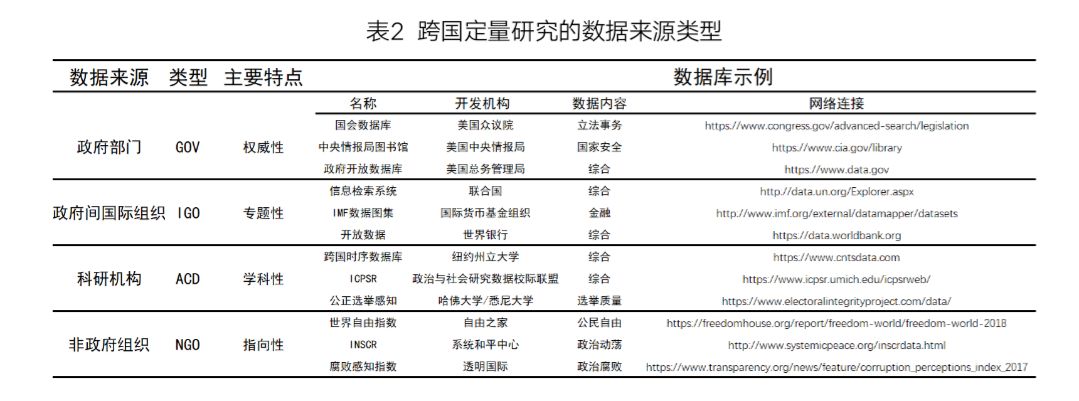 表2 跨国定量研究的数据来源类型
数据来源 类型 主要特点 数据库示例
名称 开发机构 数据内容 网络连接
国会数据库 美国众议院 立法事务 https://www.congress.gov/advanced-search/legislation
政府部门 GOV 权威性 中央情报局图书馆 美国中央情报局 国家安全 https://www.cia.gov/library
政府开放数据库 美国总务管理局 综合 https://www.data.gov
信息检索系统 联合国 综合 http://data.un.org/Explorer.aspx
政府间国际组织 IGO 专题性 IMF数据图集 国际货币基金组织 金融 http://www.imf.org/external/datamapper/datasets
开放数据 世界银行 综合 https://data.worldbank.org
跨国时序数据库 纽约州立大学 综合 https://www.cntsdata.com
科研机构 ACD 学科性 ICPSR 政治与社会研究数据校际联盟 综合 https://www.icpsr.umich.edu/icpsrweb/
公正选举感知 哈佛大学/悉尼大学 选举质量 https://www.electoralintegrityproject.com/data/
世界自由指数 自由之家 公民自由 https://freedomhouse.org/report/freedom-world/freedom-world-2018
非政府组织 NGO 指向性 INSCR 系统和平中心 政治动荡 http://www.systemicpeace.org/inscrdata.html
腐败感知指数 透明国际 政治腐败 https://www.transparency.org/news/feature/corruption_perceptions_index_2017